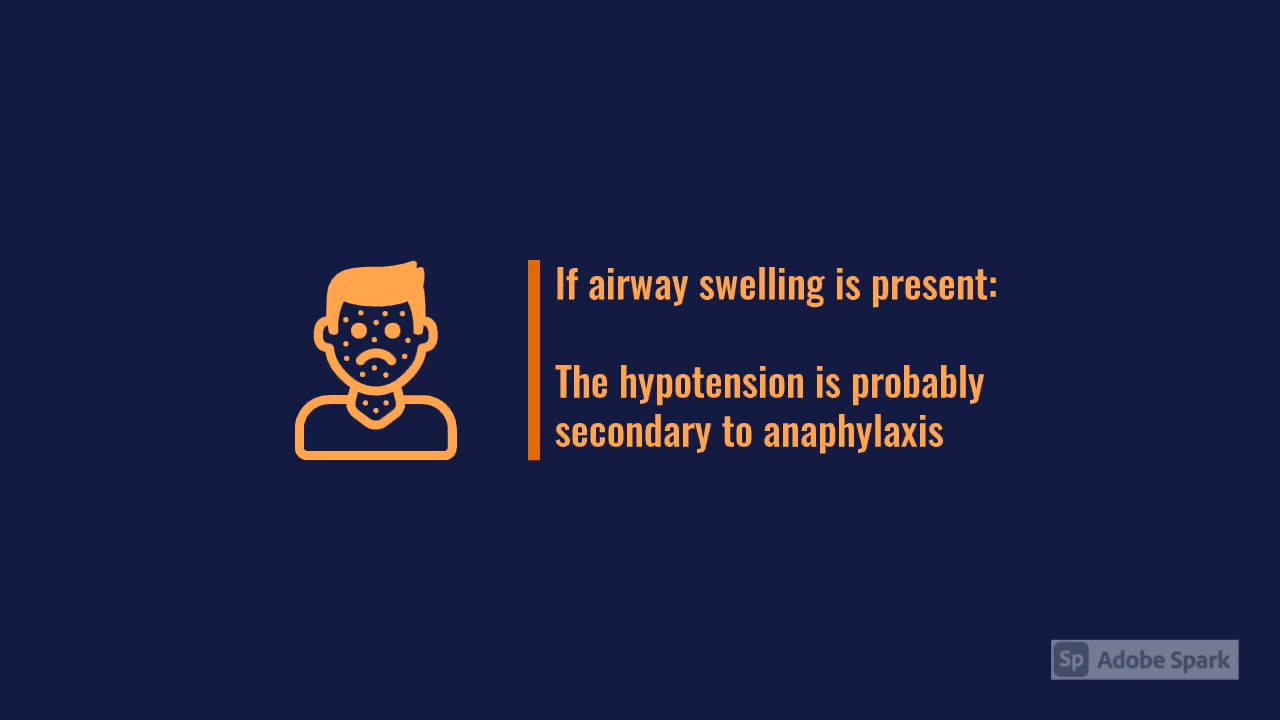 If airway swelling is present:
The hypotension is probably
secondary to anaphylaxis
Sp Adobe Spark